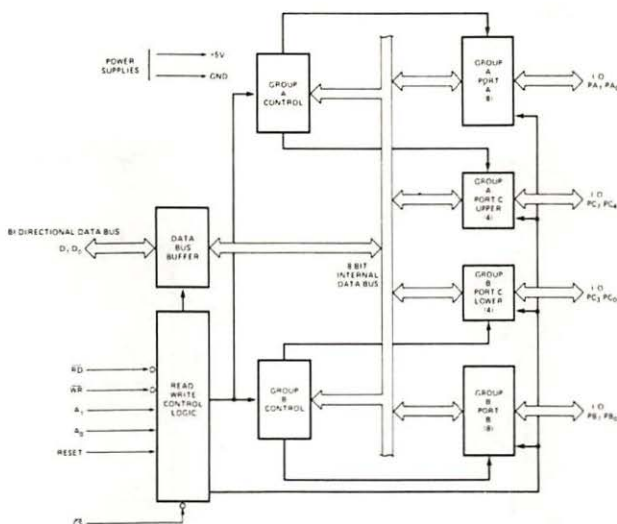 POWER
SUPPLIES
+5V
GND
GROUP
A
CONTROL
GROUP
A
PORT
A
(8)
I O
PA7 PA0
GROUP
A
PORT C
UPPER
(4)
I O
PC7 PC4
BI DIRECTIONAL DATA BUS
D7 D0
DATA
BUS
BUFFER
8 BIT
INTERNAL
DATA BUS
GROUP
B
PORT C
LOWER
(4)
I O
PC3 PC0
RD
WR
A1
A0
RESET
READ
WRITE
CONTROL
LOGIC
GROUP
B
CONTROL
GROUP
B
PORT
B
(8)
I O
PB7 PB0